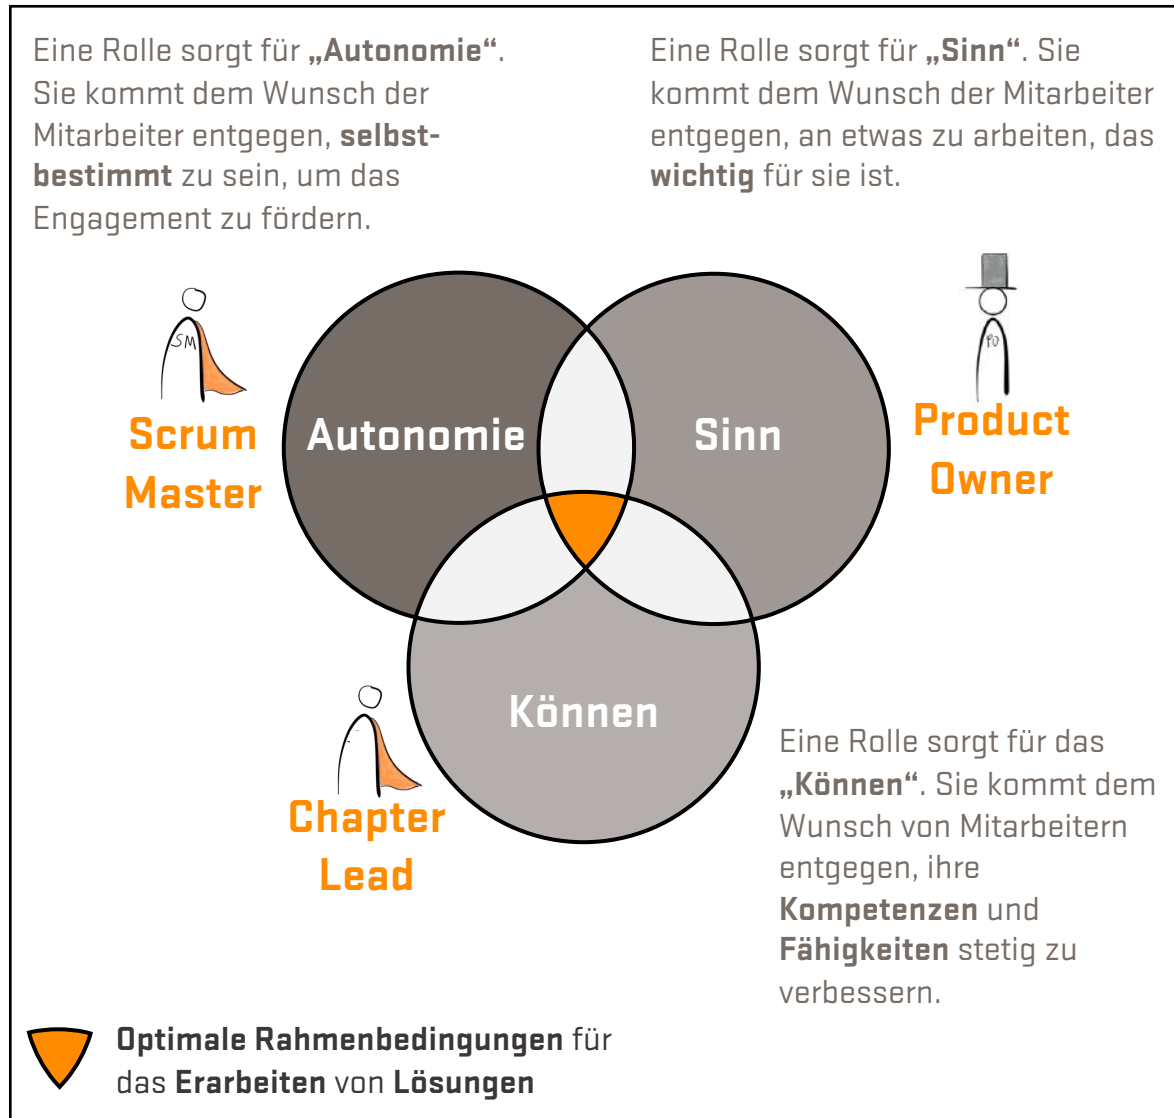 Eine Rolle sorgt für „Autonomie“.
Sie kommt dem Wunsch der
Mitarbeiter entgegen, selbst-
bestimmt zu sein, um das
Engagement zu fördern.
Eine Rolle sorgt für „Sinn“. Sie
kommt dem Wunsch der Mitarbeiter
entgegen, an etwas zu arbeiten, das
wichtig für sie ist.
SM
Scrum
Master
Autonomie
Sinn
PO
Product
Owner
Können
Chapter
Lead
Eine Rolle sorgt für das
„Können“. Sie kommt dem
Wunsch von Mitarbeitern
entgegen, ihre
Kompetenzen und
Fähigkeiten stetig zu
verbessern.
Optimale Rahmenbedingungen für
das Erarbeiten von Lösungen